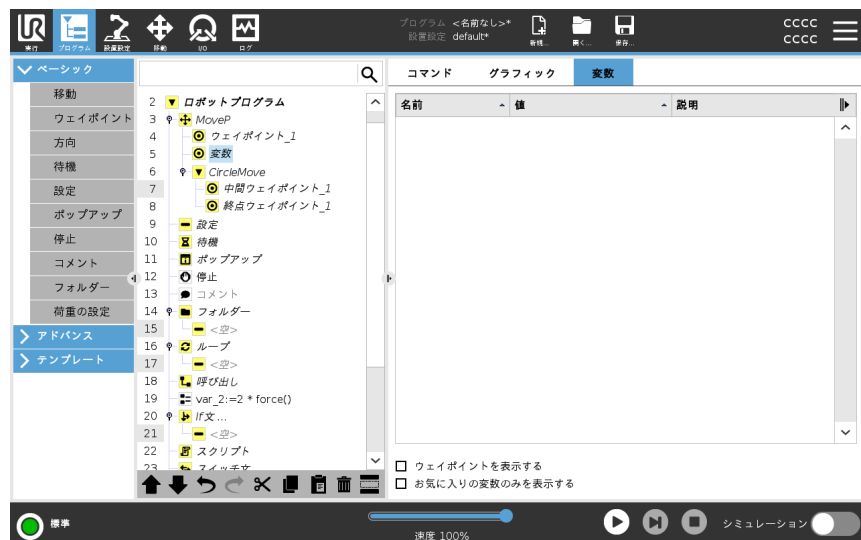 UR
実行
プログラム
設置設定
移動
I/O
ログ
プログラム <名前なし>*
設置設定 default*
新規...
開く...
保存...
cccc
cccc
ベーシック
移動
ウェイポイント
方向
待機
設定
ポップアップ
停止
コメント
フォルダー
荷重の設定
アドバンス
テンプレート
2 ロボットプログラム
3 MoveP
4 ウェイポイント_1
5 変数
6 CircleMove
7 中間ウェイポイント_1
8 終点ウェイポイント_1
9 設定
10 待機
11 ポップアップ
12 停止
13 コメント
14 フォルダー
15 <空>
16 ループ
17 <空>
18 呼び出し
19 var_2:=2 * force()
20 If文 ...
21 <空>
22 スクリプト
23 スイッチ文
コマンド グラフィック 変数
名前 値 説明
ウェイポイントを表示する
お気に入りの変数のみを表示する
標準
速度 100%
シミュレーション